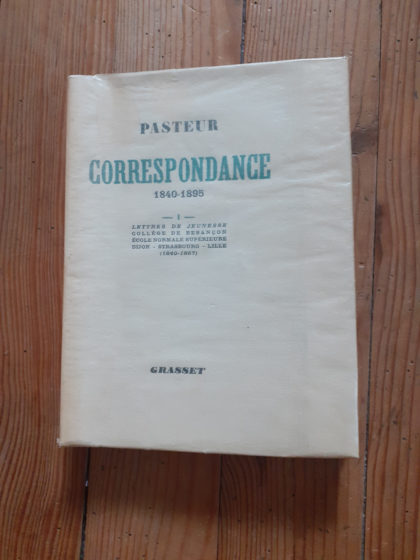 PASTEUR
CORRESPONDANCE
1840-1895
— I —
LETTRES DE JEUNESSE
COLLÈGE DE BESANÇON
ÉCOLE NORMALE SUPÉRIEURE
DIJON - STRASBOURG - LILLE
(1840-1857)
GRASSET